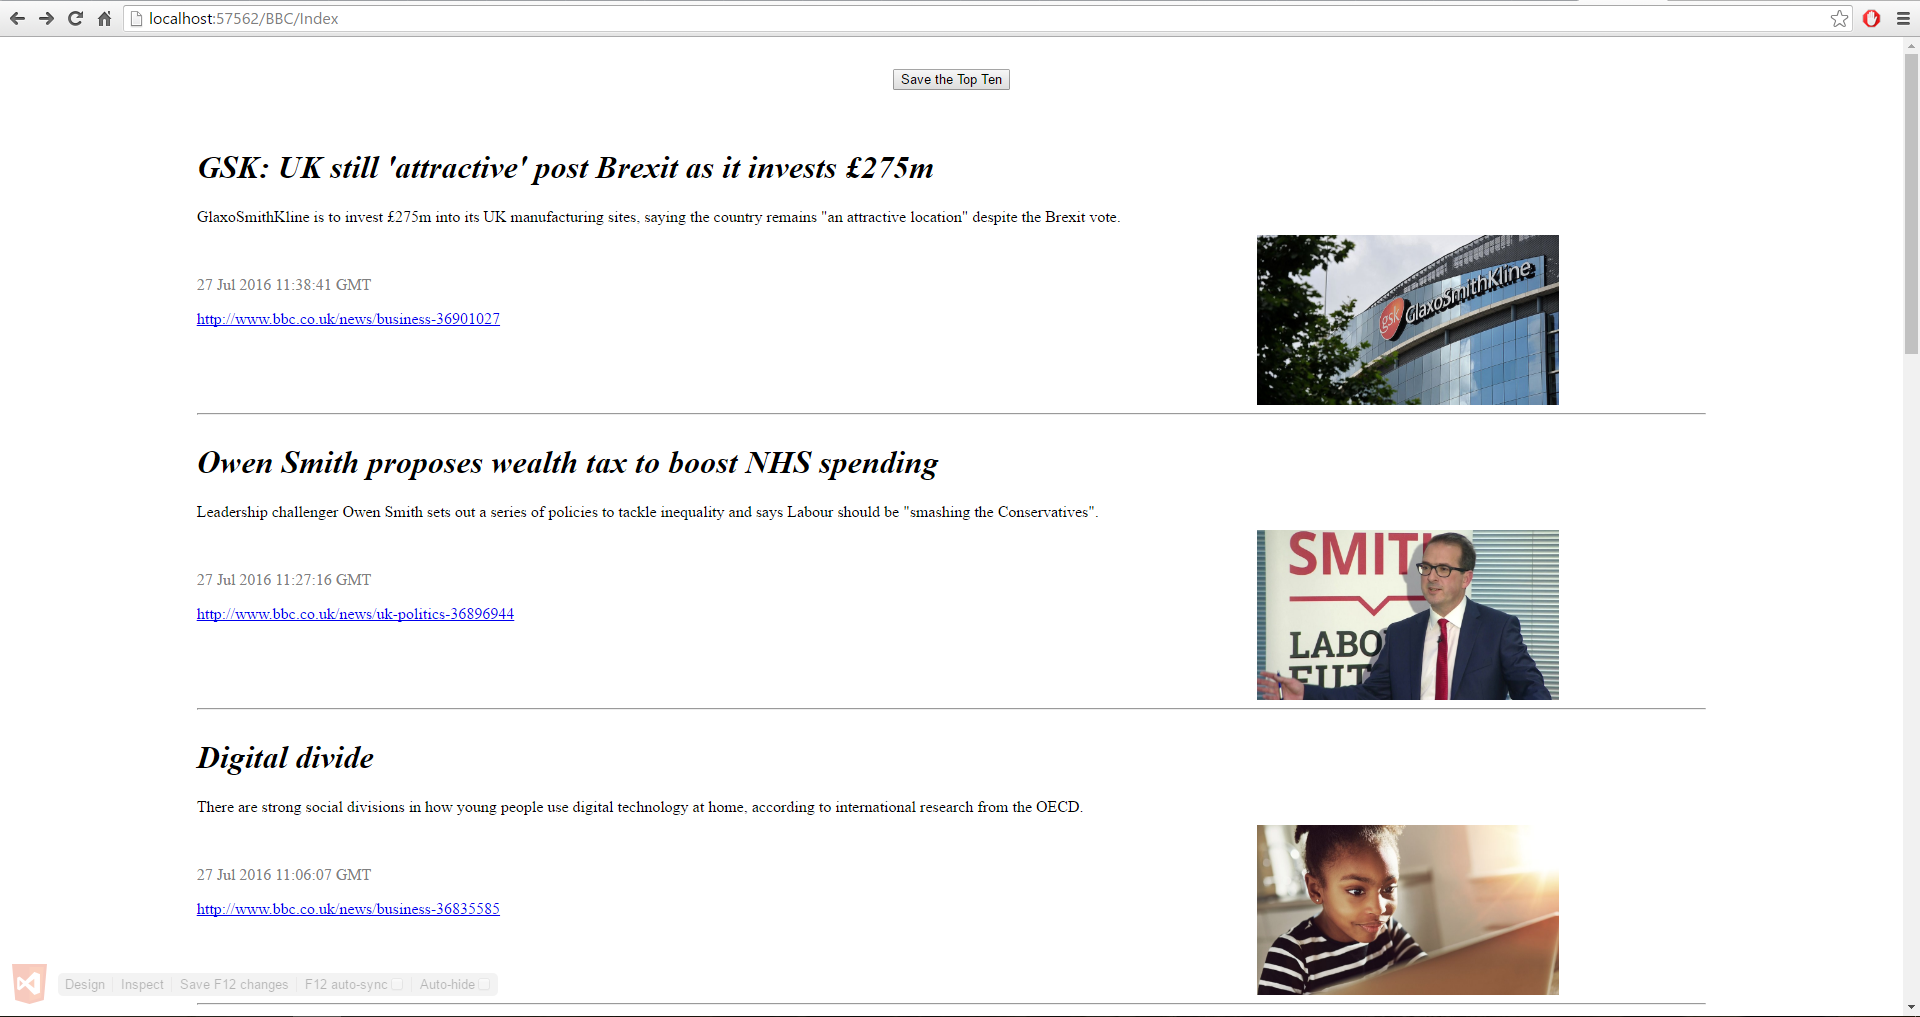 localhost:57562/BBC/Index
Save the Top Ten
GSK: UK still 'attractive' post Brexit as it invests £275m
GlaxoSmithKline is to invest £275m into its UK manufacturing sites, saying the country remains "an attractive location" despite the Brexit vote.
gsk GlaxoSmithKline
27 Jul 2016 11:38:41 GMT
http://www.bbc.co.uk/news/business-36901027
Owen Smith proposes wealth tax to boost NHS spending
Leadership challenger Owen Smith sets out a series of policies to tackle inequality and says Labour should be "smashing the Conservatives".
SMIT
LABO
FUT
27 Jul 2016 11:27:16 GMT
http://www.bbc.co.uk/news/uk-politics-36896944
Digital divide
There are strong social divisions in how young people use digital technology at home, according to international research from the OECD.
27 Jul 2016 11:06:07 GMT
http://www.bbc.co.uk/news/business-36835585
Design Inspect Save F12 changes F12 auto-sync Auto-hide